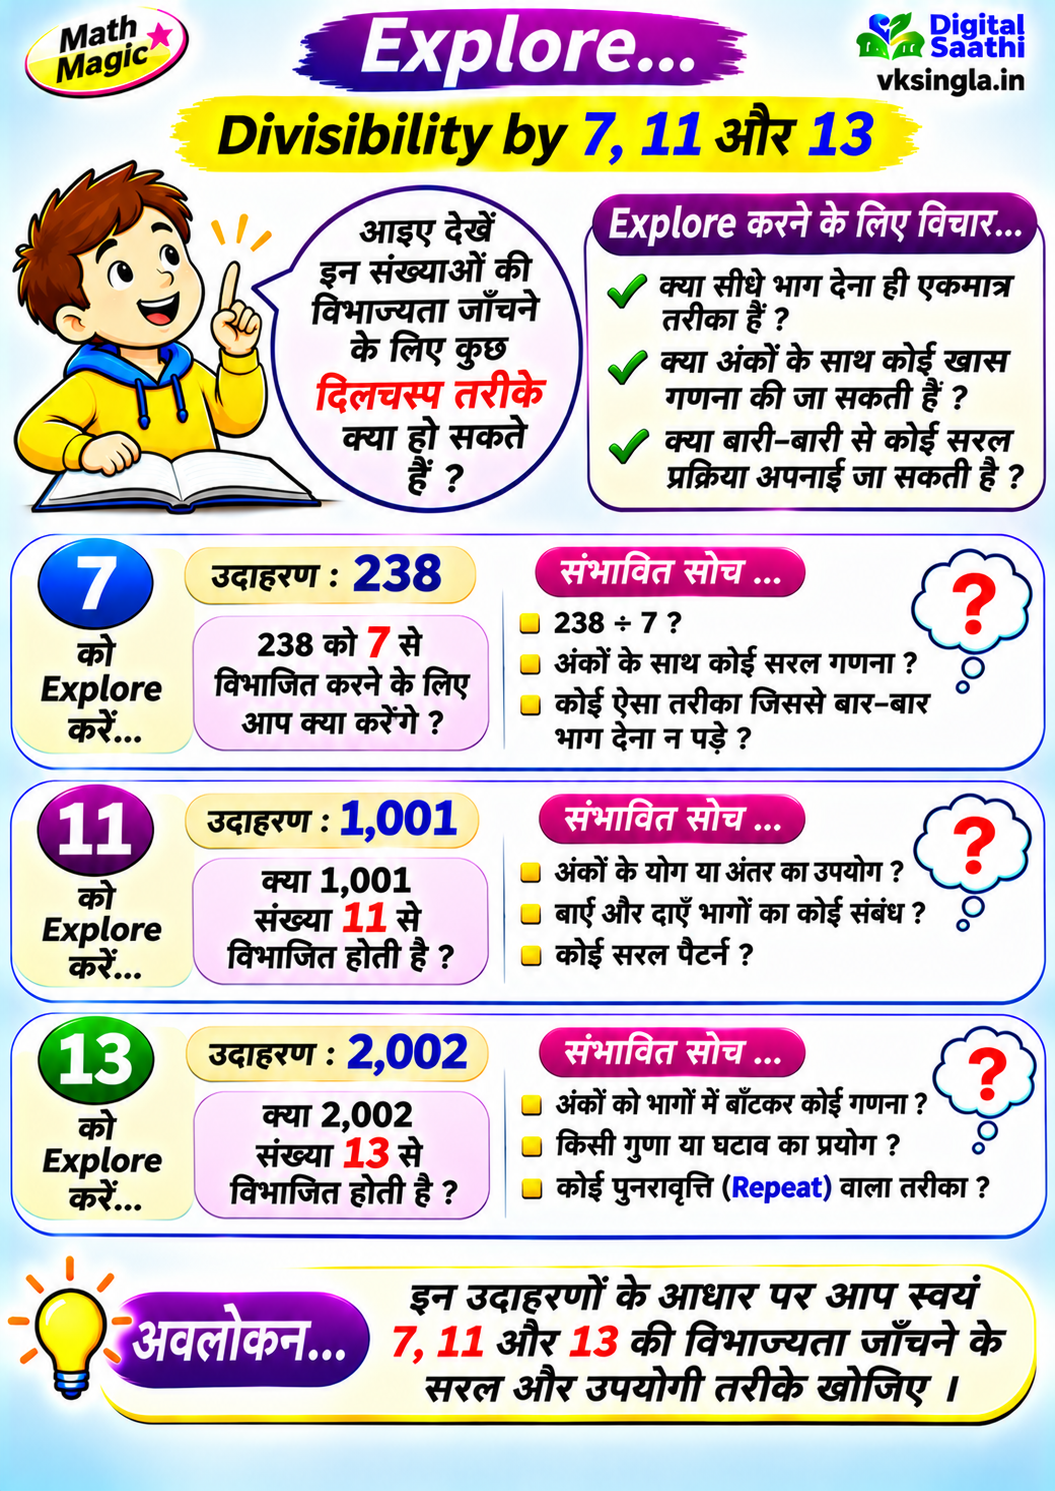 Math
Magic
Explore...
Digital
Saathi
vksingla.in
Divisibility by 7, 11 और 13
आइए देखें
इन संख्याओं की
विभाज्यता जाँचने
के लिए कुछ
दिलचस्प तरीके
क्या हो सकते
हैं ?
Explore करने के लिए विचार...
क्या सीधे भाग देना ही एकमात्र
तरीका हैं ?
क्या अंकों के साथ कोई खास
गणना की जा सकती हैं ?
क्या बारी-बारी से कोई सरल
प्रक्रिया अपनाई जा सकती है ?
7
को
Explore
करें...
उदाहरण : 238
238 को 7 से
विभाजित करने के लिए
आप क्या करेंगे ?
संभावित सोच ...
238 ÷ 7 ?
अंकों के साथ कोई सरल गणना ?
कोई ऐसा तरीका जिससे बार-बार
भाग देना न पड़े ?
?
11
को
Explore
करें...
उदाहरण : 1,001
क्या 1,001
संख्या 11 से
विभाजित होती है ?
संभावित सोच ...
अंकों के योग या अंतर का उपयोग ?
बाएँ और दाएँ भागों का कोई संबंध ?
कोई सरल पैटर्न ?
?
13
को
Explore
करें...
उदाहरण : 2,002
क्या 2,002
संख्या 13 से
विभाजित होती है ?
संभावित सोच ...
अंकों को भागों में बाँटकर कोई गणना ?
किसी गुणा या घटाव का प्रयोग ?
कोई पुनरावृत्ति (Repeat) वाला तरीका ?
?
अवलोकन...
इन उदाहरणों के आधार पर आप स्वयं
7, 11 और 13 की विभाज्यता जाँचने के
सरल और उपयोगी तरीके खोजिए ।